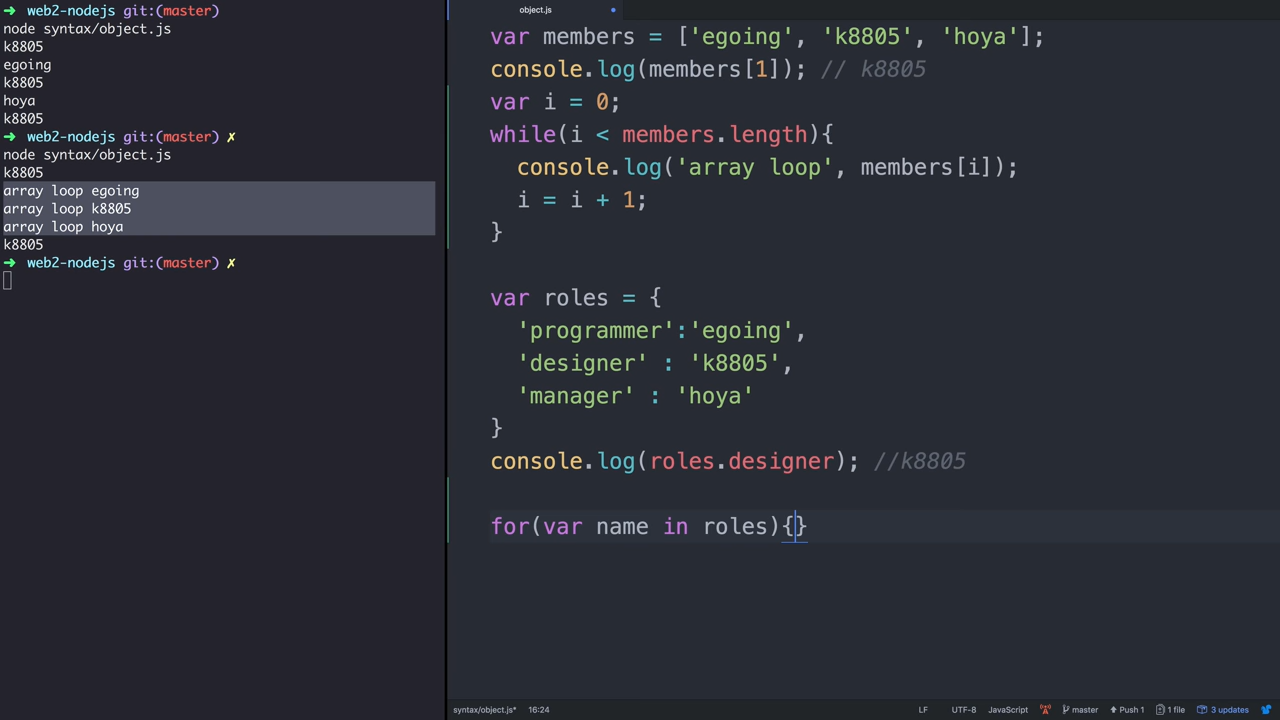 ➜ web2-nodejs git:(master)
node syntax/object.js
k8805
egoing
k8805
hoya
k8805
➜ web2-nodejs git:(master) ✗
node syntax/object.js
k8805
array loop egoing
array loop k8805
array loop hoya
k8805
➜ web2-nodejs git:(master) ✗
object.js
var members = ['egoing', 'k8805', 'hoya'];
console.log(members[1]); // k8805
var i = 0;
while(i < members.length){
  console.log('array loop', members[i]);
  i = i + 1;
}
var roles = {
  'programmer':'egoing',
  'designer' : 'k8805',
  'manager' : 'hoya'
}
console.log(roles.designer); //k8805
for(var name in roles){}
syntax/object.js* 16:24 LF UTF-8 JavaScript master Push 1 1 file 3 updates